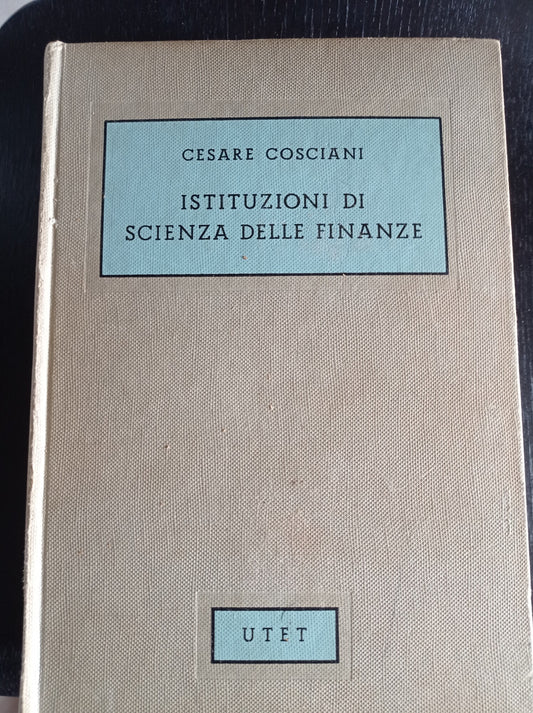 CESARE COSCIANI
ISTITUZIONI DI
SCIENZA DELLE FINANZE
UTET